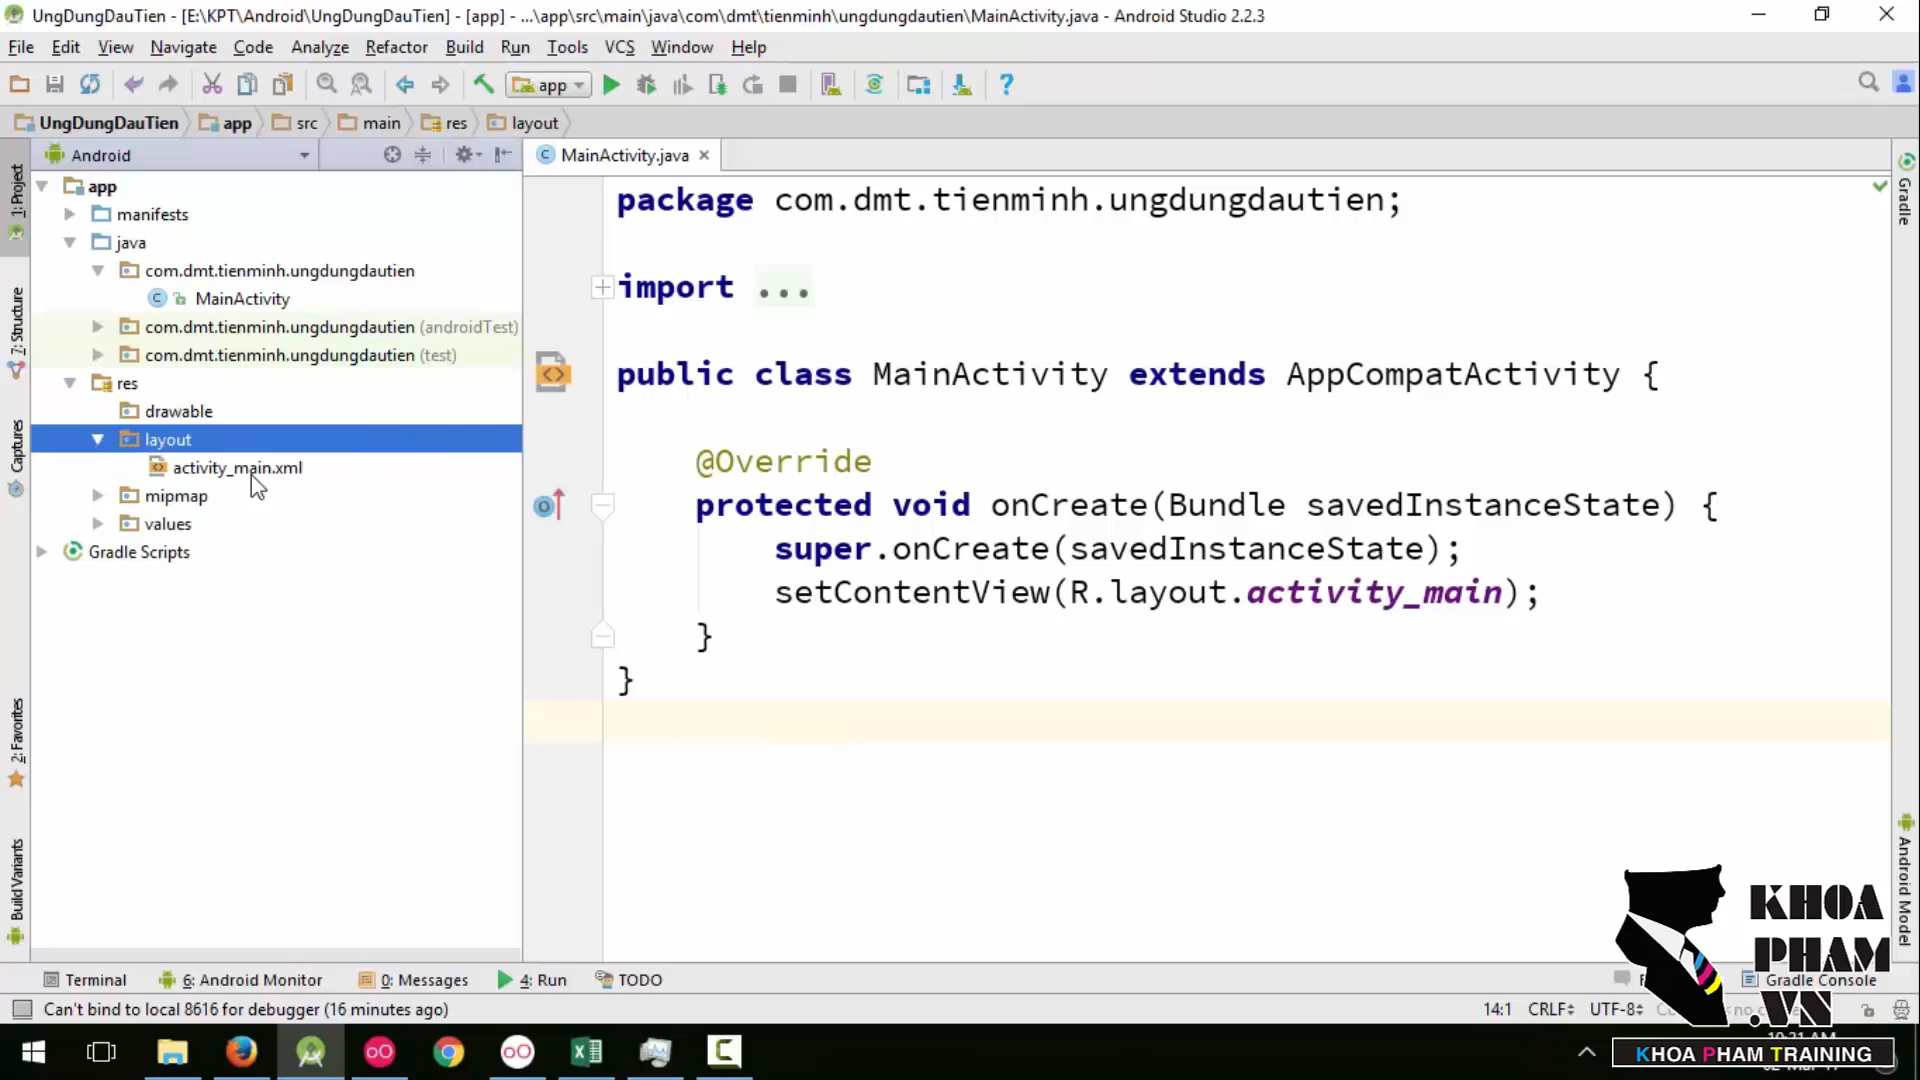 UngDungDauTien - [E:\KPT\Android\UngDungDauTien] - [app] - ...\app\src\main\java\com\dmt\tienminh\ungdungdautien\MainActivity.java - Android Studio 2.2.3
File Edit View Navigate Code Analyze Refactor Build Run Tools VCS Window Help
app
UngDungDauTien app src main res layout
Android
MainActivity.java
1: Project
7: Structure
Captures
2: Favorites
Build Variants
app
manifests
java
com.dmt.tienminh.ungdungdautien
MainActivity
com.dmt.tienminh.ungdungdautien (androidTest)
com.dmt.tienminh.ungdungdautien (test)
res
drawable
layout
activity_main.xml
mipmap
values
Gradle Scripts
package com.dmt.tienminh.ungdungdautien;
import ...
public class MainActivity extends AppCompatActivity {
@Override
protected void onCreate(Bundle savedInstanceState) {
super.onCreate(savedInstanceState);
setContentView(R.layout.activity_main);
}
}
Gradle
Android Model
KHOA
PHAM
.VN
Terminal 6: Android Monitor 0: Messages 4: Run TODO Gradle Console
Can't bind to local 8616 for debugger (16 minutes ago) 14:1 CRLF UTF-8
KHOA PHAM TRAINING